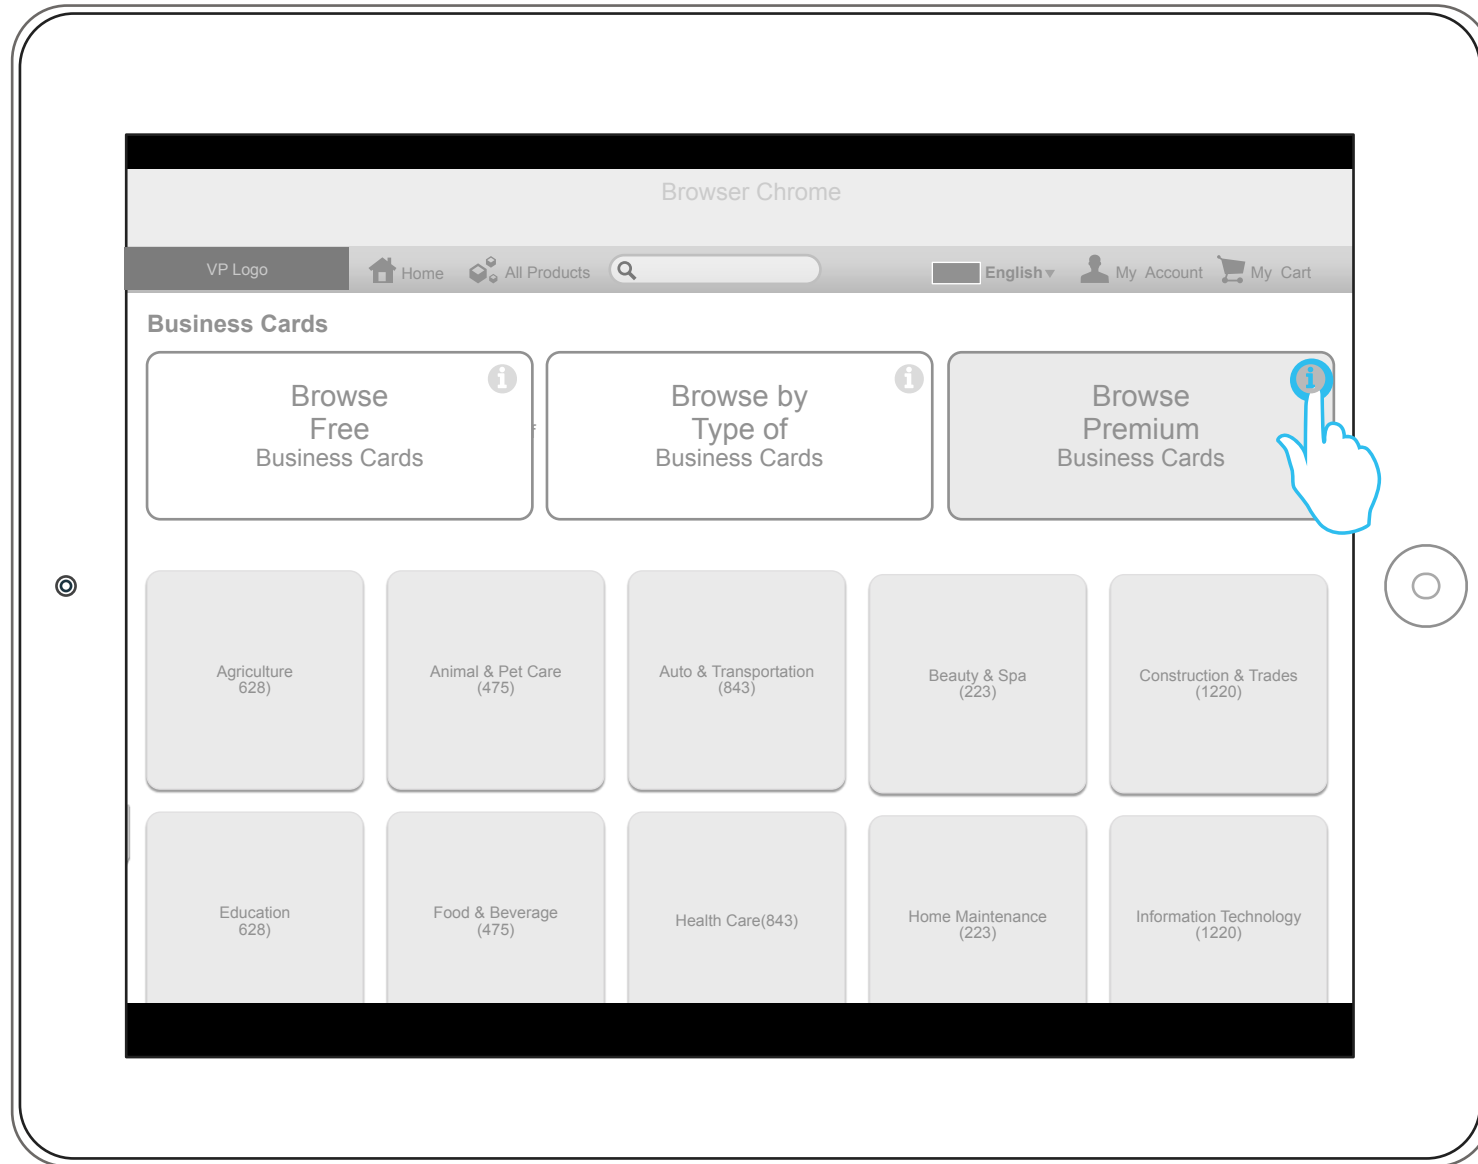 Browser Chrome
VP Logo
Home
All Products
English
My Account
My Cart
Business Cards
Browse
Free
Business Cards
Browse by
Type of
Business Cards
Browse
Premium
Business Cards
Agriculture
628)
Animal & Pet Care
(475)
Auto & Transportation
(843)
Beauty & Spa
(223)
Construction & Trades
(1220)
Education
628)
Food & Beverage
(475)
Health Care(843)
Home Maintenance
(223)
Information Technology
(1220)